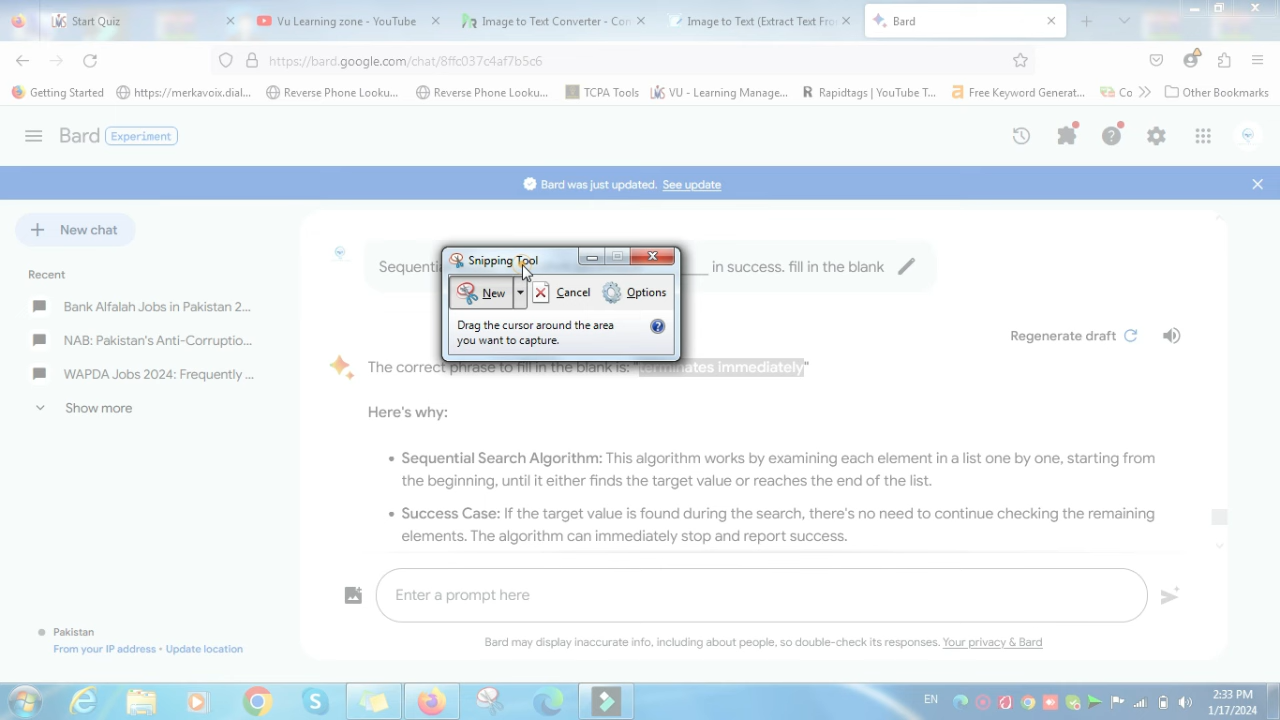 Start Quiz
Vu Learning zone - YouTube
Image to Text Converter - Con
Image to Text (Extract Text Fro
Bard
https://bard.google.com/chat/8ffc037c4af7b5c6
Getting Started
https://merkavoix.dial...
Reverse Phone Looku...
Reverse Phone Looku...
TCPA Tools
VU - Learning Manage...
Rapidtags | YouTube T...
Free Keyword Generat...
Co
Other Bookmarks
Bard Experiment
Bard was just updated. See update
New chat
Recent
Bank Alfalah Jobs in Pakistan 2...
NAB: Pakistan's Anti-Corruptio...
WAPDA Jobs 2024: Frequently ...
Show more
Sequenti
in success. fill in the blank
Snipping Tool
New
Cancel
Options
Drag the cursor around the area
you want to capture.
Regenerate draft
The correct phrase to fill in the blank is: "terminates immediately"
Here's why:
• Sequential Search Algorithm: This algorithm works by examining each element in a list one by one, starting from
the beginning, until it either finds the target value or reaches the end of the list.
• Success Case: If the target value is found during the search, there's no need to continue checking the remaining
elements. The algorithm can immediately stop and report success.
Enter a prompt here
Pakistan
From your IP address • Update location
Bard may display inaccurate info, including about people, so double-check its responses. Your privacy & Bard
EN
2:33 PM
1/17/2024